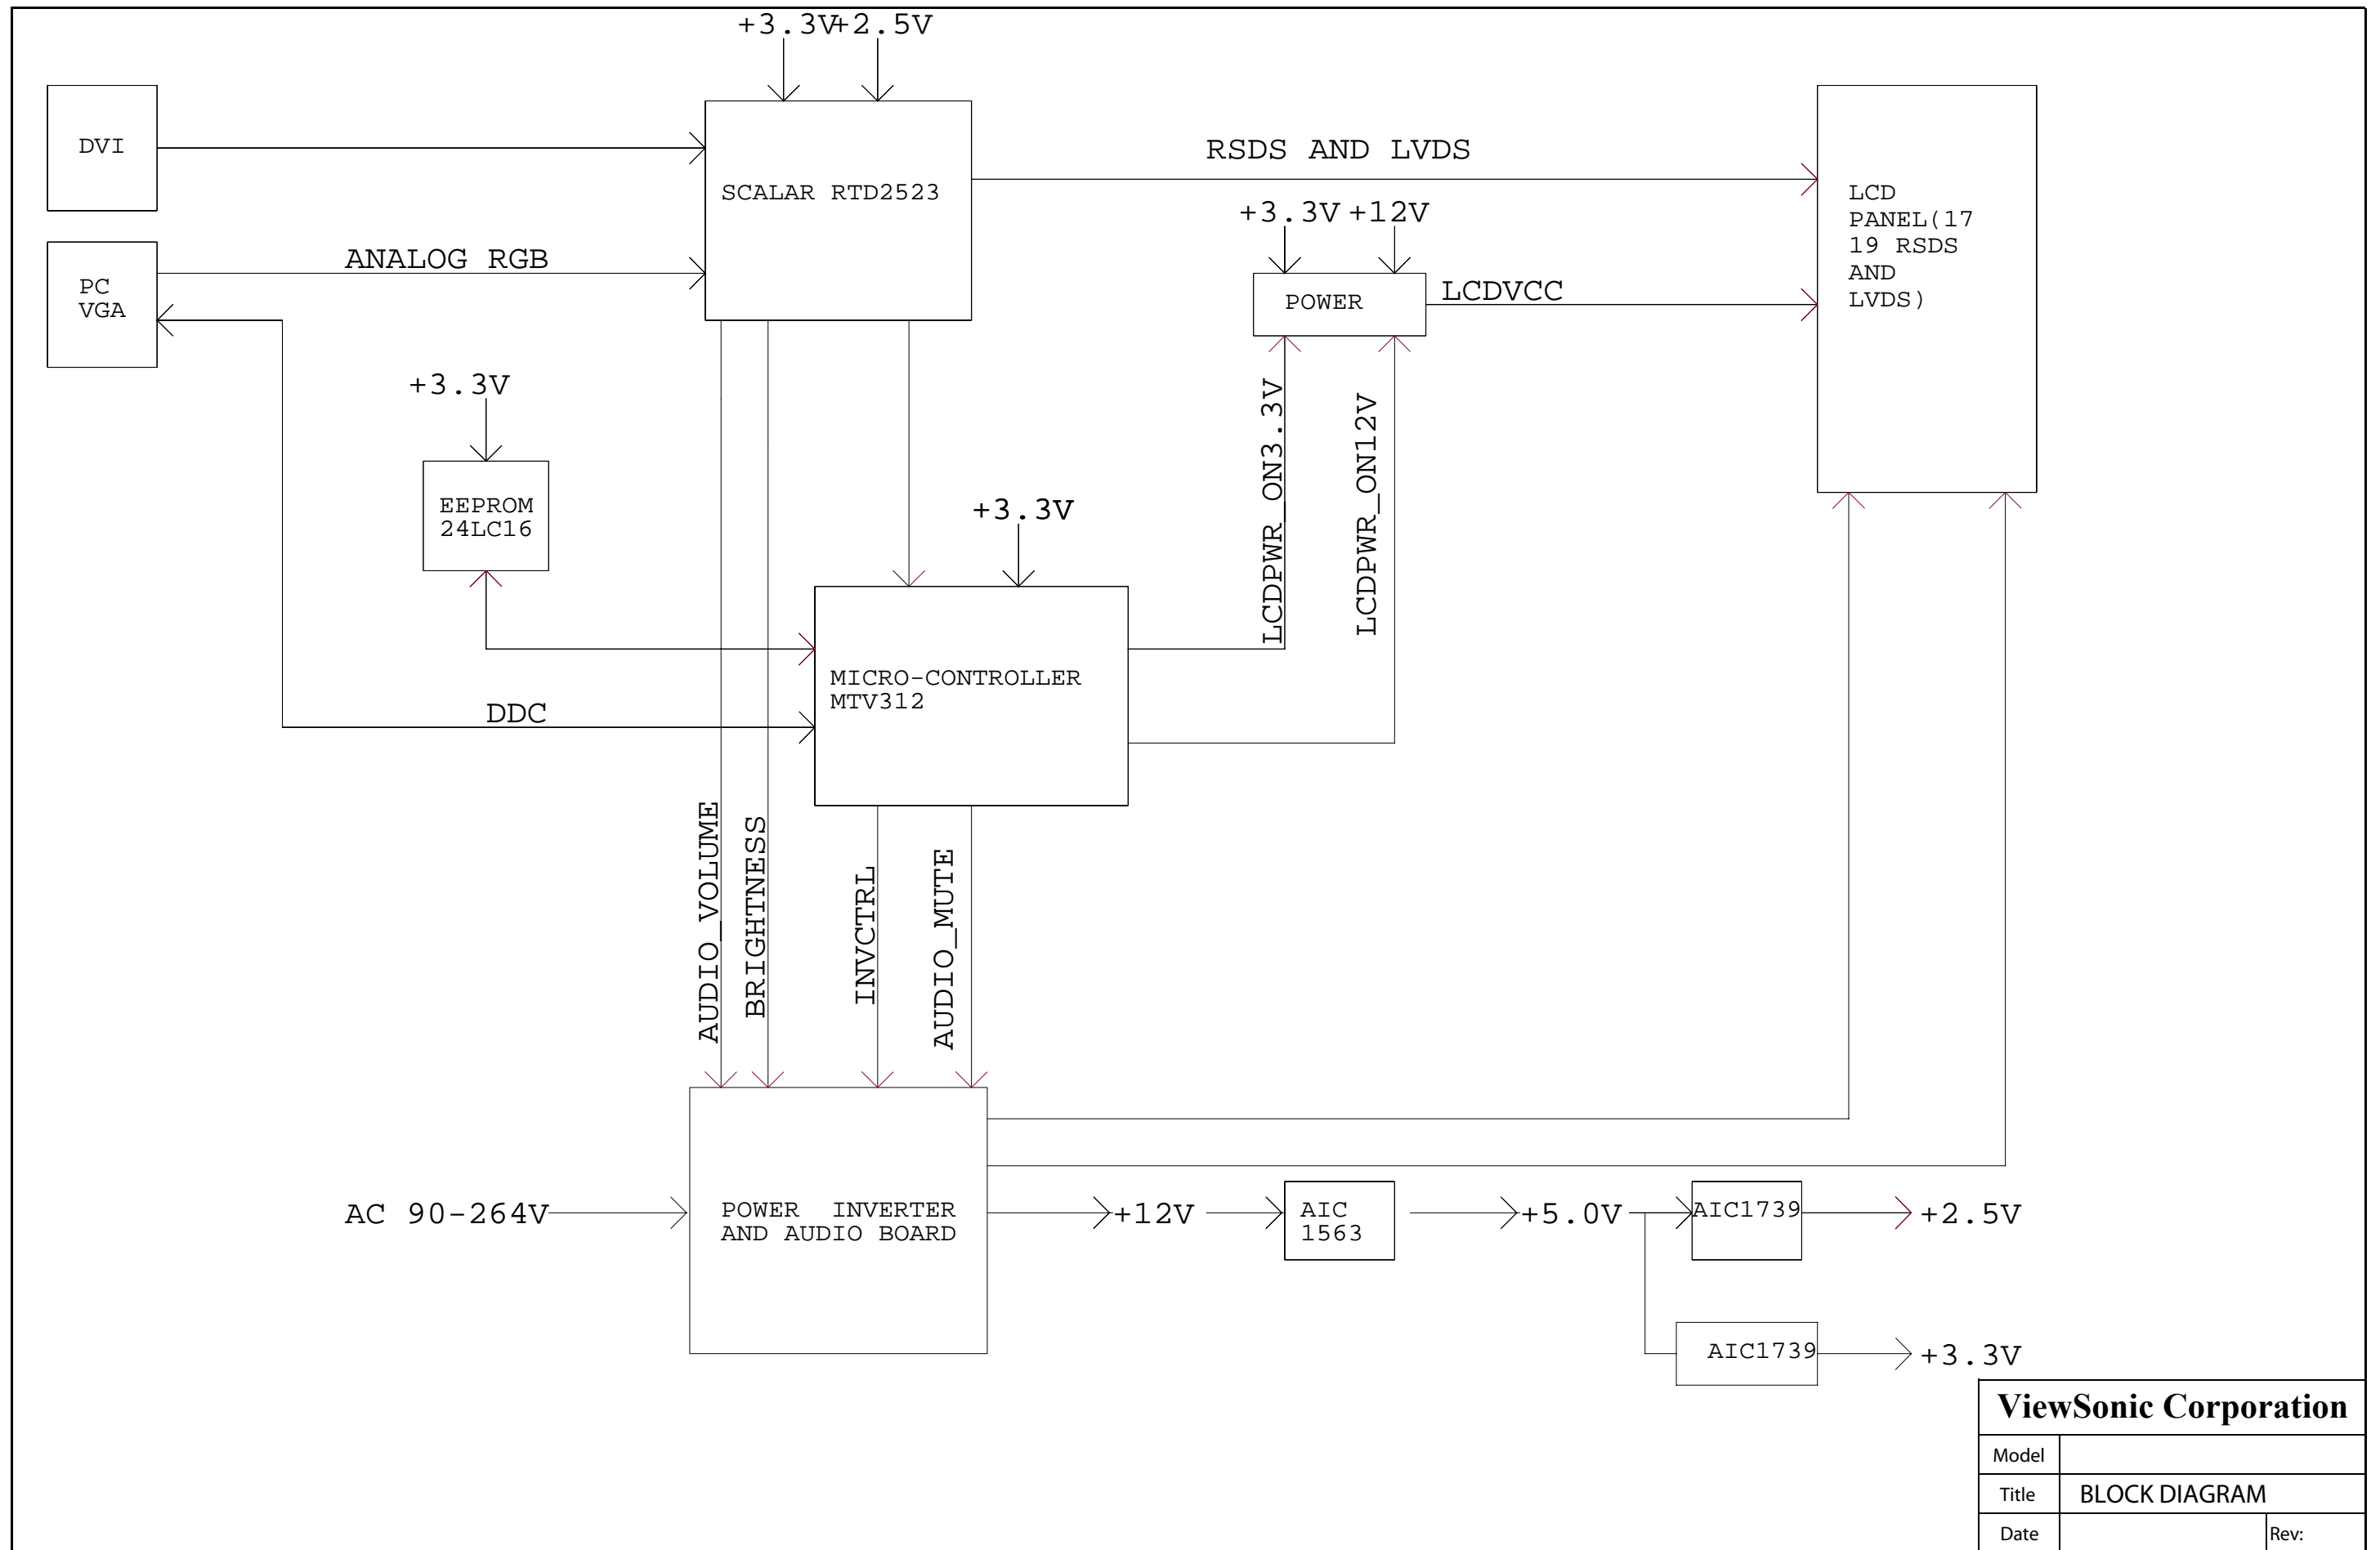 +3.3V
+2.5V
DVI
SCALAR RTD2523
RSDS AND LVDS
LCD
PANEL(17
19 RSDS
AND
LVDS)
+3.3V
+12V
ANALOG RGB
PC
VGA
POWER
LCDVCC
+3.3V
EEPROM
24LC16
+3.3V
LCDPWR_ON3.3V
LCDPWR_ON12V
MICRO-CONTROLLER
MTV312
DDC
AUDIO_VOLUME
BRIGHTNESS
INVCTRL
AUDIO_MUTE
AC 90-264V
POWER  INVERTER
AND AUDIO BOARD
+12V
AIC
1563
+5.0V
AIC1739
+2.5V
AIC1739
+3.3V
ViewSonic Corporation
Model
Title
BLOCK DIAGRAM
Date
Rev: